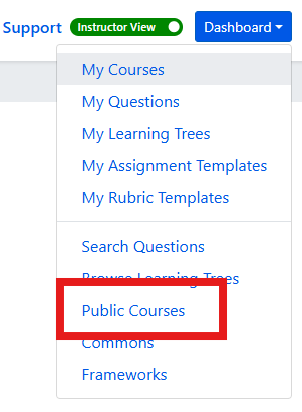 Support Instructor View Dashboard
My Courses
My Questions
My Learning Trees
My Assignment Templates
My Rubric Templates
Search Questions
Browse Learning Trees
Public Courses
Commons
Frameworks